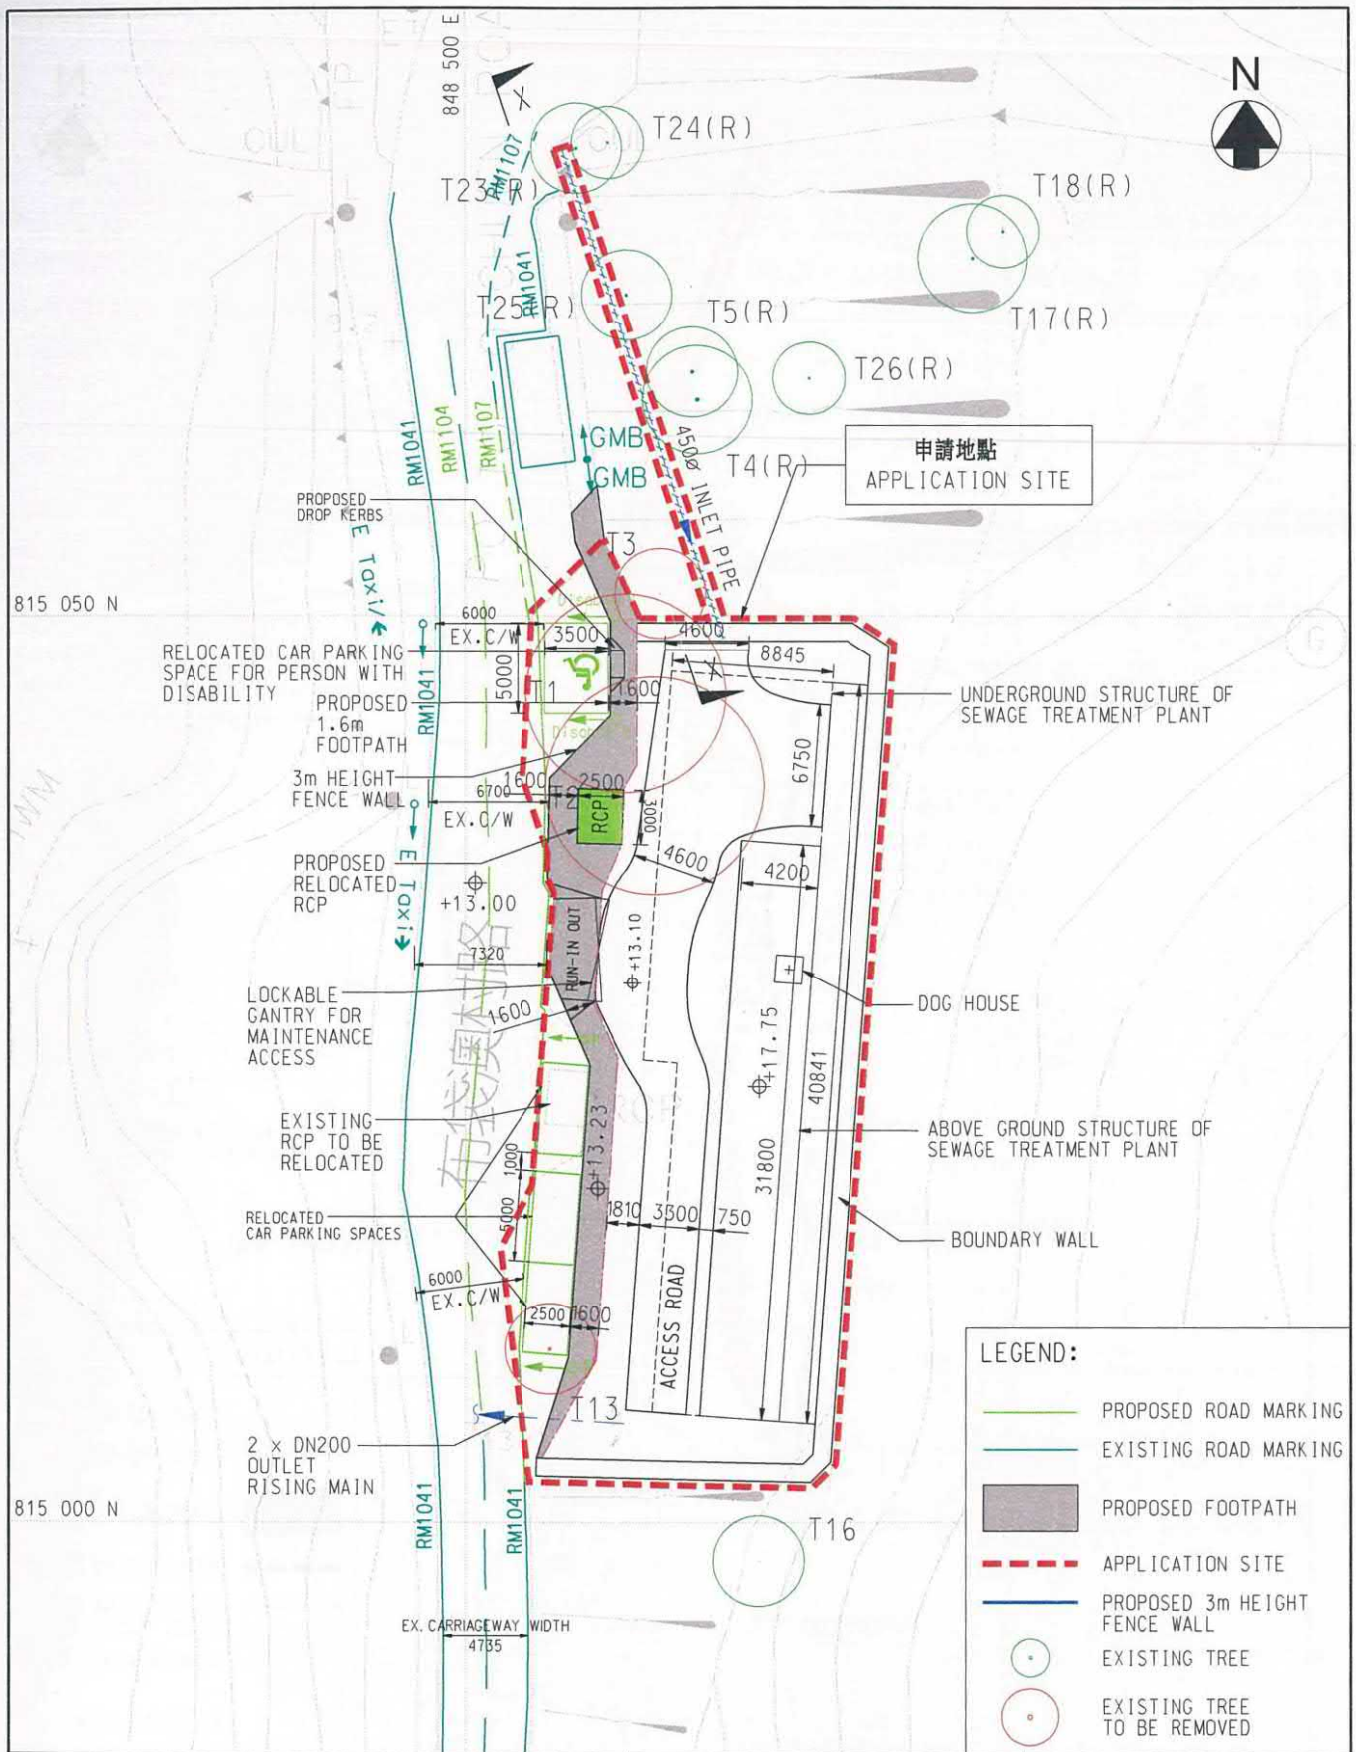 848 500 E
N
X
T24(R)
RM1107
T23(R)
T18(R)
RM1041
T25(R)
T5(R)
T17(R)
T26(R)
RM1041
RM1104
RM1107
GMB
GMB
T4(R)
申請地點
APPLICATION SITE
450Ø INLET PIPE
PROPOSED
DROP KERBS
E Taxi
T3
815 050 N
6000
EX.C/W
3500
4600
8845
RELOCATED CAR PARKING
SPACE FOR PERSON WITH
DISABILITY
RM1041
5000
T1
1600
X
UNDERGROUND STRUCTURE OF
SEWAGE TREATMENT PLANT
PROPOSED
1.6m
FOOTPATH
6750
3m HEIGHT
FENCE WALL
1600
2500
6700
T2
EX.C/W
RCP
3000
4600
4200
PROPOSED
RELOCATED
RCP
E Taxi
+13.00
7320
RUN-IN OUT
+13.10
DOG HOUSE
LOCKABLE
GANTRY FOR
MAINTENANCE
ACCESS
1600
布袋澳村路
+17.75
40841
EXISTING
RCP TO BE
RELOCATED
RCP
+13.23
1000
ABOVE GROUND STRUCTURE OF
SEWAGE TREATMENT PLANT
31800
RELOCATED
CAR PARKING SPACES
5000
1810
3300
750
BOUNDARY WALL
6000
EX.C/W
2500
1600
ACCESS ROAD
T13
2 x DN200
OUTLET
RISING MAIN
815 000 N
RM1041
RM1041
T16
EX. CARRIAGEWAY WIDTH
4735
LEGEND:
PROPOSED ROAD MARKING
EXISTING ROAD MARKING
PROPOSED FOOTPATH
APPLICATION SITE
PROPOSED 3m HEIGHT
FENCE WALL
EXISTING TREE
EXISTING TREE
TO BE REMOVED